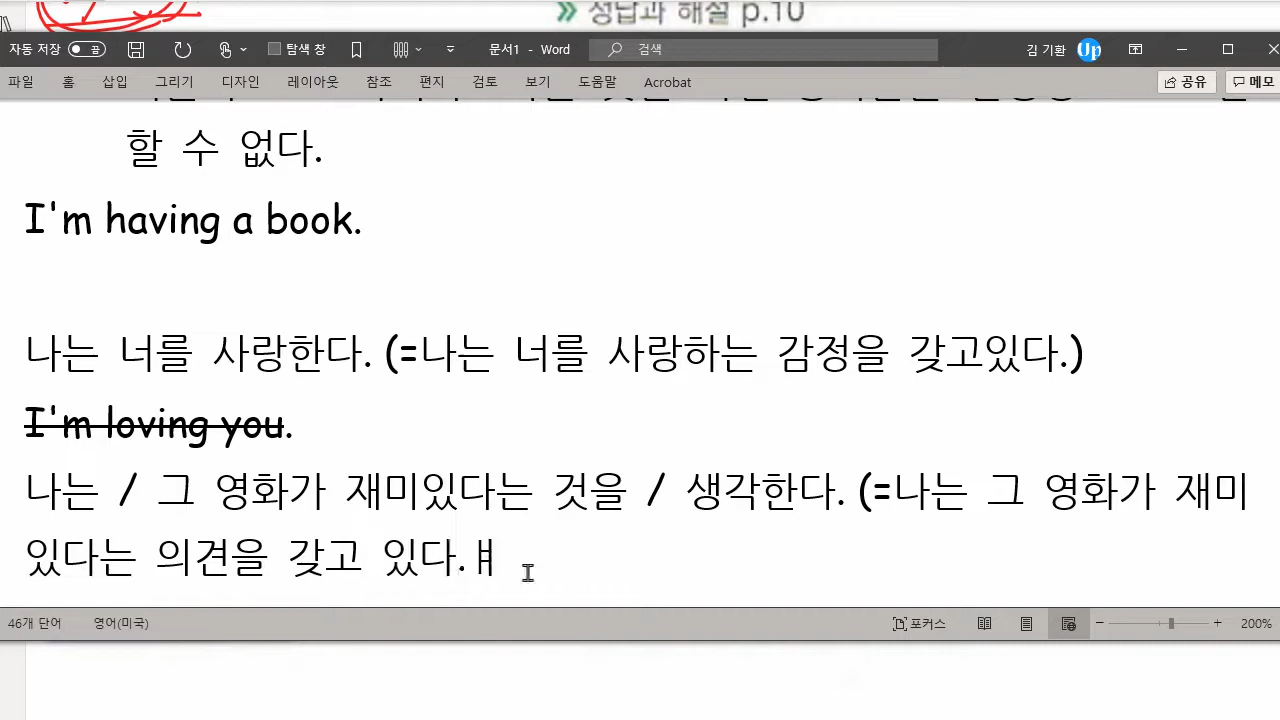 » 정답과 해설 p.10
자동 저장 끔 탐색 창 문서1 - Word 검색 김 기환 Up
파일 홈 삽입 그리기 디자인 레이아웃 참조 편지 검토 보기 도움말 Acrobat 공유 메모
할 수 없다.
I'm having a book.
나는 너를 사랑한다. (=나는 너를 사랑하는 감정을 갖고있다.)
I'm loving you.
나는 / 그 영화가 재미있다는 것을 / 생각한다. (=나는 그 영화가 재미
있다는 의견을 갖고 있다.ㅒ
46개 단어 영어(미국) 포커스 200%